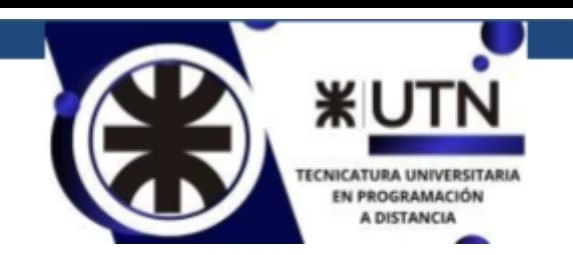 UTN
TECNICATURA UNIVERSITARIA
EN PROGRAMACIÓN
A DISTANCIA